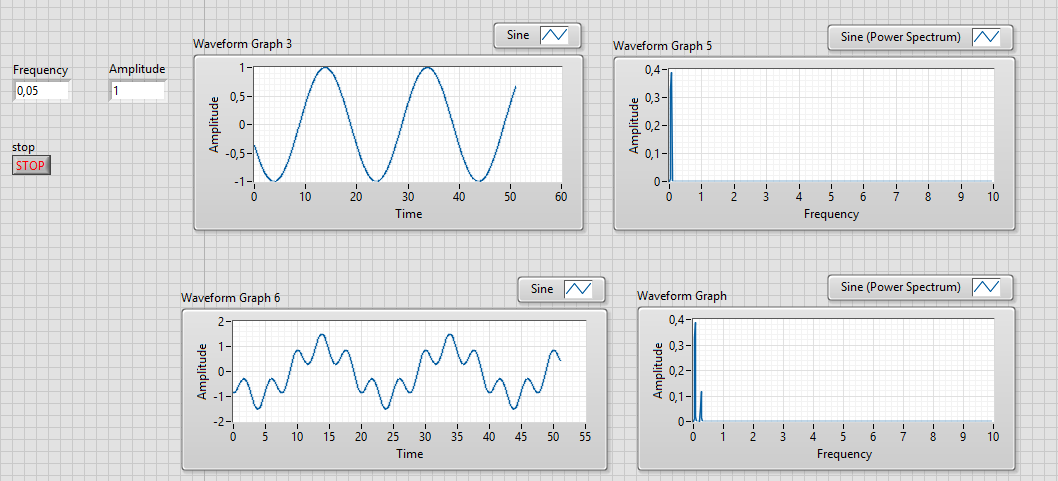 Frequency
0,05
Amplitude
1
stop
STOP
Waveform Graph 3
Sine
Amplitude
1
0,5
0
-0,5
-1
0 10 20 30 40 50 60
Time
Waveform Graph 5
Sine (Power Spectrum)
Amplitude
0,4
0,3
0,2
0,1
0
0 1 2 3 4 5 6 7 8 9 10
Frequency
Waveform Graph 6
Sine
Amplitude
2
1
0
-1
-2
0 5 10 15 20 25 30 35 40 45 50 55
Time
Waveform Graph
Sine (Power Spectrum)
Amplitude
0,4
0,3
0,2
0,1
0
0 1 2 3 4 5 6 7 8 9 10
Frequency